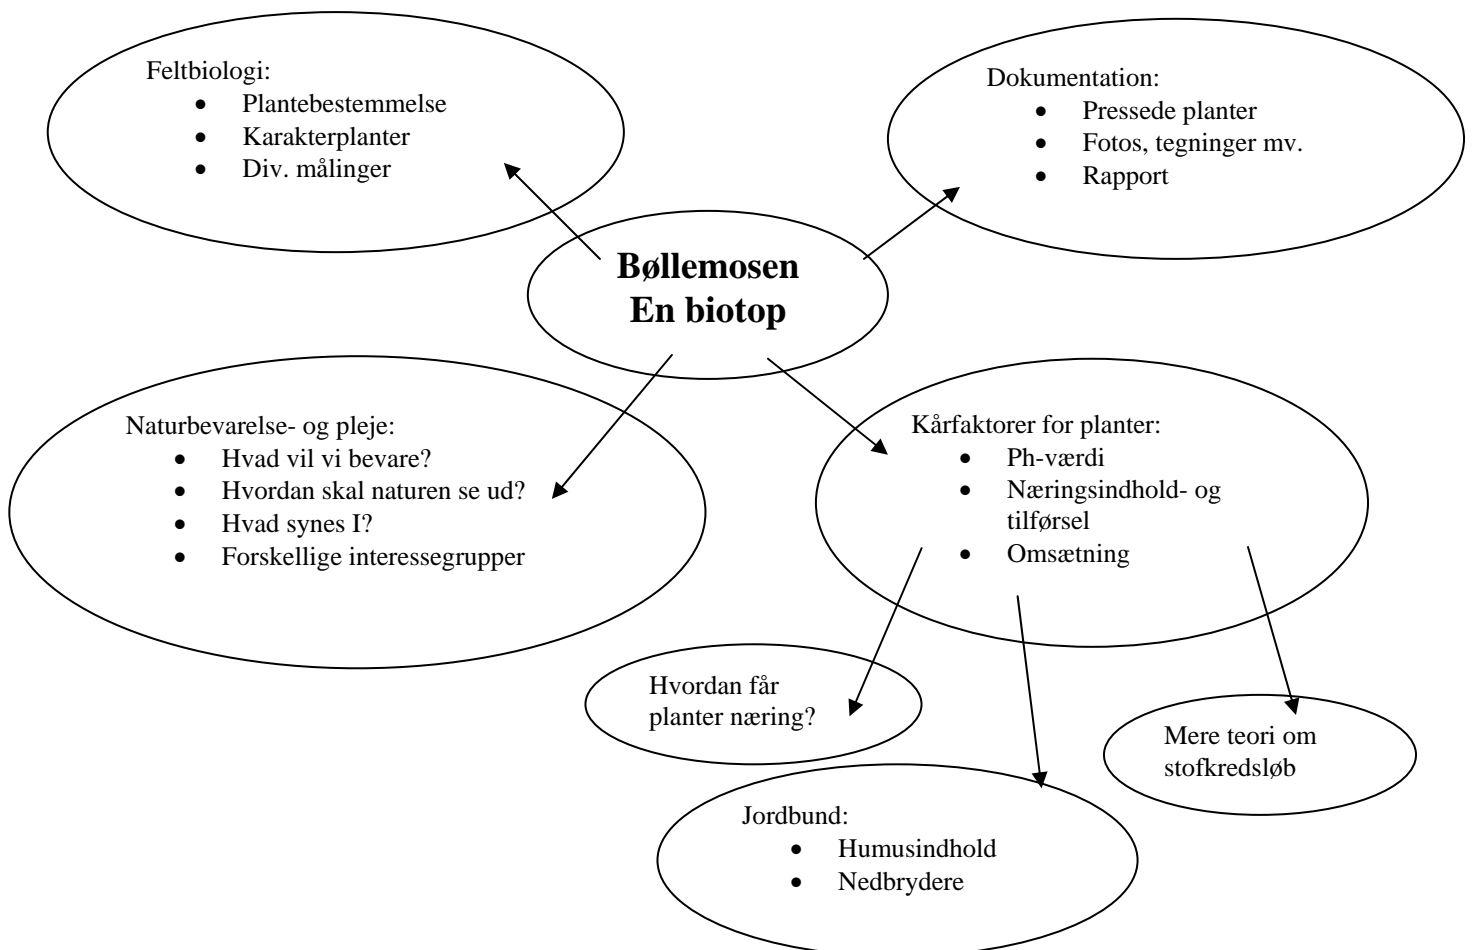 Feltbiologi:
• Plantebestemmelse
• Karakterplanter
• Div. målinger
Dokumentation:
• Pressede planter
• Fotos, tegninger mv.
• Rapport
Bøllemosen
En biotop
Naturbevarelse- og pleje:
• Hvad vil vi bevare?
• Hvordan skal naturen se ud?
• Hvad synes I?
• Forskellige interessegrupper
Kårfaktorer for planter:
• Ph-værdi
• Næringsindhold- og
tilførsel
• Omsætning
Hvordan får
planter næring?
Mere teori om
stofkredsløb
Jordbund:
• Humusindhold
• Nedbrydere